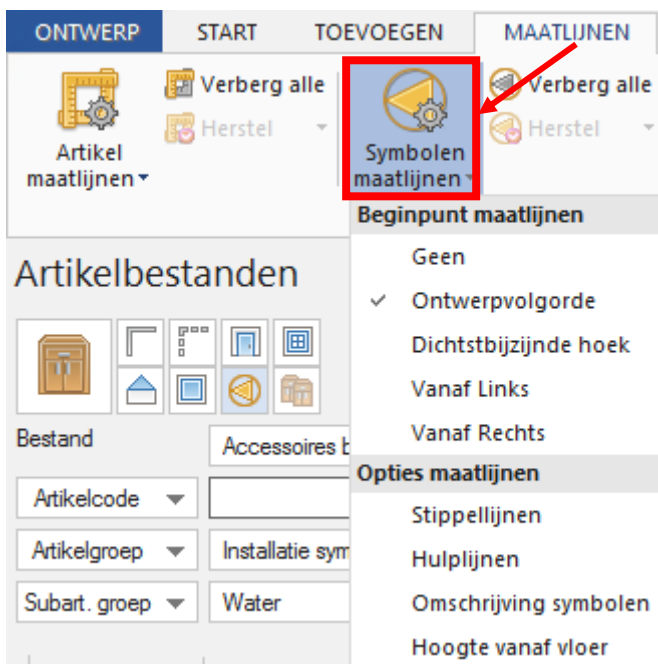 ONTWERP START TOEVOEGEN MAATLIJNEN
Artikel
maatlijnen
Verberg alle
Herstel
Symbolen
maatlijnen
Verberg alle
Herstel
Beginpunt maatlijnen
Geen
Ontwerpvolgorde
Dichtstbijzijnde hoek
Vanaf Links
Vanaf Rechts
Opties maatlijnen
Stippellijnen
Hulplijnen
Omschrijving symbolen
Hoogte vanaf vloer
Artikelbestanden
Bestand Accessoires b
Artikelcode
Artikelgroep Installatie sym
Subart. groep Water